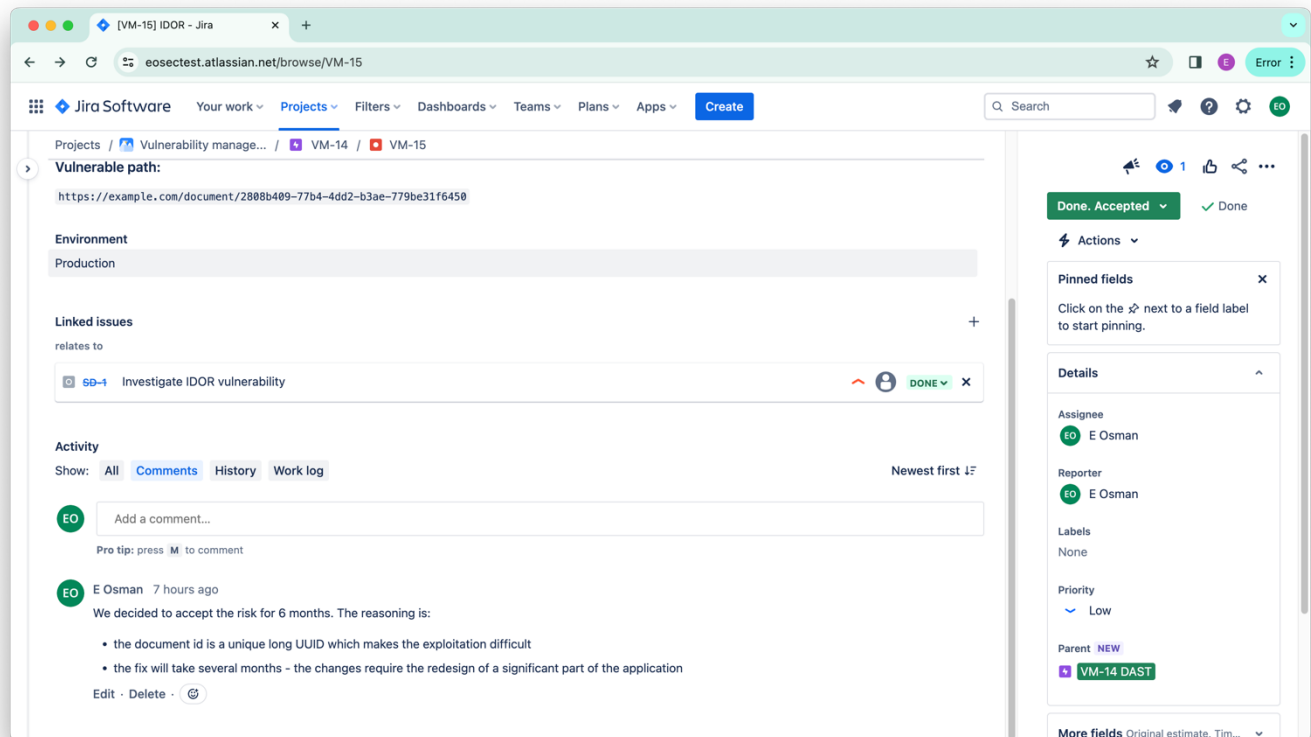 [VM-15] IDOR - Jira
eosectest.atlassian.net/browse/VM-15
E
Error
Jira Software
Your work
Projects
Filters
Dashboards
Teams
Plans
Apps
Create
Search
EO
Projects / Vulnerability manage... / VM-14 / VM-15
Vulnerable path:
https://example.com/document/2808b409-77b4-4dd2-b3ae-779be31f6450
Environment
Production
Linked issues
relates to
SD-1 Investigate IDOR vulnerability
DONE
Activity
Show: All Comments History Work log
Newest first
EO
Add a comment...
Pro tip: press M to comment
EO
E Osman 7 hours ago
We decided to accept the risk for 6 months. The reasoning is:
• the document id is a unique long UUID which makes the exploitation difficult
• the fix will take several months - the changes require the redesign of a significant part of the application
Edit · Delete ·
1
Done. Accepted
Done
Actions
Pinned fields
Click on the next to a field label
to start pinning.
Details
Assignee
EO E Osman
Reporter
EO E Osman
Labels
None
Priority
Low
Parent NEW
VM-14 DAST
More fields Original estimate, Tim...